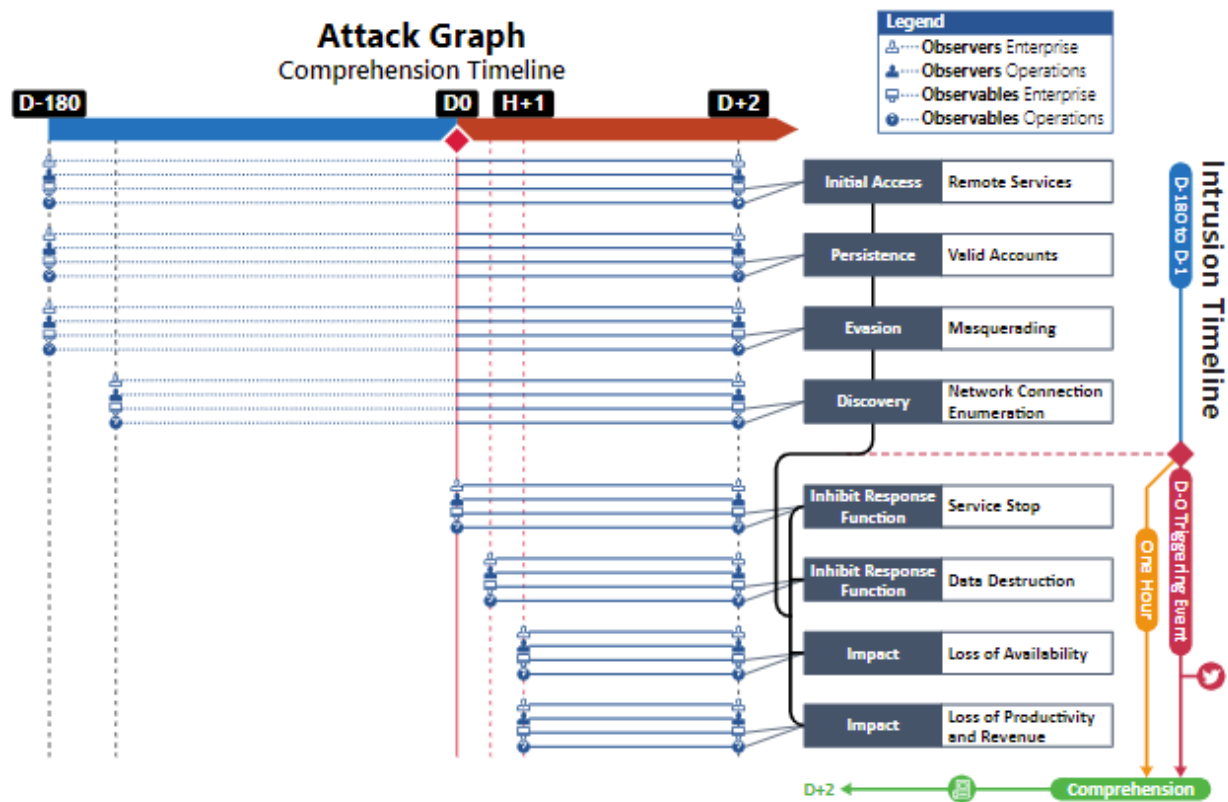 Attack Graph
Comprehension Timeline
Legend
Observers Enterprise
Observers Operations
Observables Enterprise
Observables Operations
D-180
D0
H+1
D+2
Initial Access
Remote Services
Persistence
Valid Accounts
Evasion
Masquerading
Discovery
Network Connection
Enumeration
Inhibit Response
Function
Service Stop
Inhibit Response
Function
Data Destruction
Impact
Loss of Availability
Impact
Loss of Productivity
and Revenue
Intrusion Timeline
D-180 to D-1
D-0 Triggering Event
One Hour
D+2
Comprehension